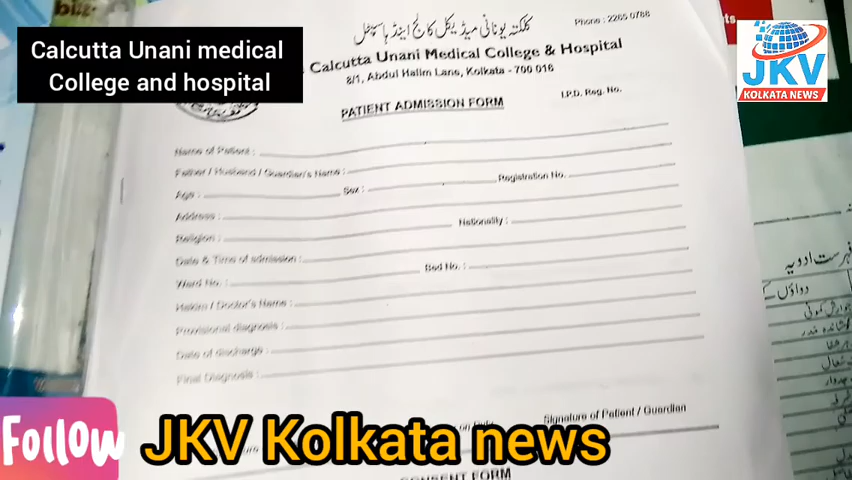 Calcutta Unani medical
College and hospital
کلکتہ یونانی میڈیکل کالج اینڈ ہاسپٹل
Phone : 2265 0788
Calcutta Unani Medical College & Hospital
8/1, Abdul Halim Lane, Kolkata - 700 016
PATIENT ADMISSION FORM
I.P.D. Reg. No.
Name of Patient :
Father / Husband / Guardian's Name :
Age : Sex : Registration No.
Address :
Religion : Nationality :
Date & Time of admission :
Ward No. : Bed No. :
Hakim / Doctor's Name :
Provisional diagnosis :
Date of discharge :
Final Diagnosis :
Signature of Patient / Guardian
CONSENT FORM
JKV
KOLKATA NEWS
فہرست ادویہ
دواؤں کے
جوارش کمونی
Follow
JKV Kolkata news